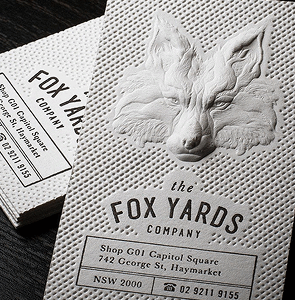 FOX YARDS
COMPANY
Shop G01 Capitol Square
George St, Haymarket
02 9211 9155
the
FOX YARDS
COMPANY
Shop G01 Capitol Square
742 George St, Haymarket
NSW 2000 ☎ 02 9211 9155